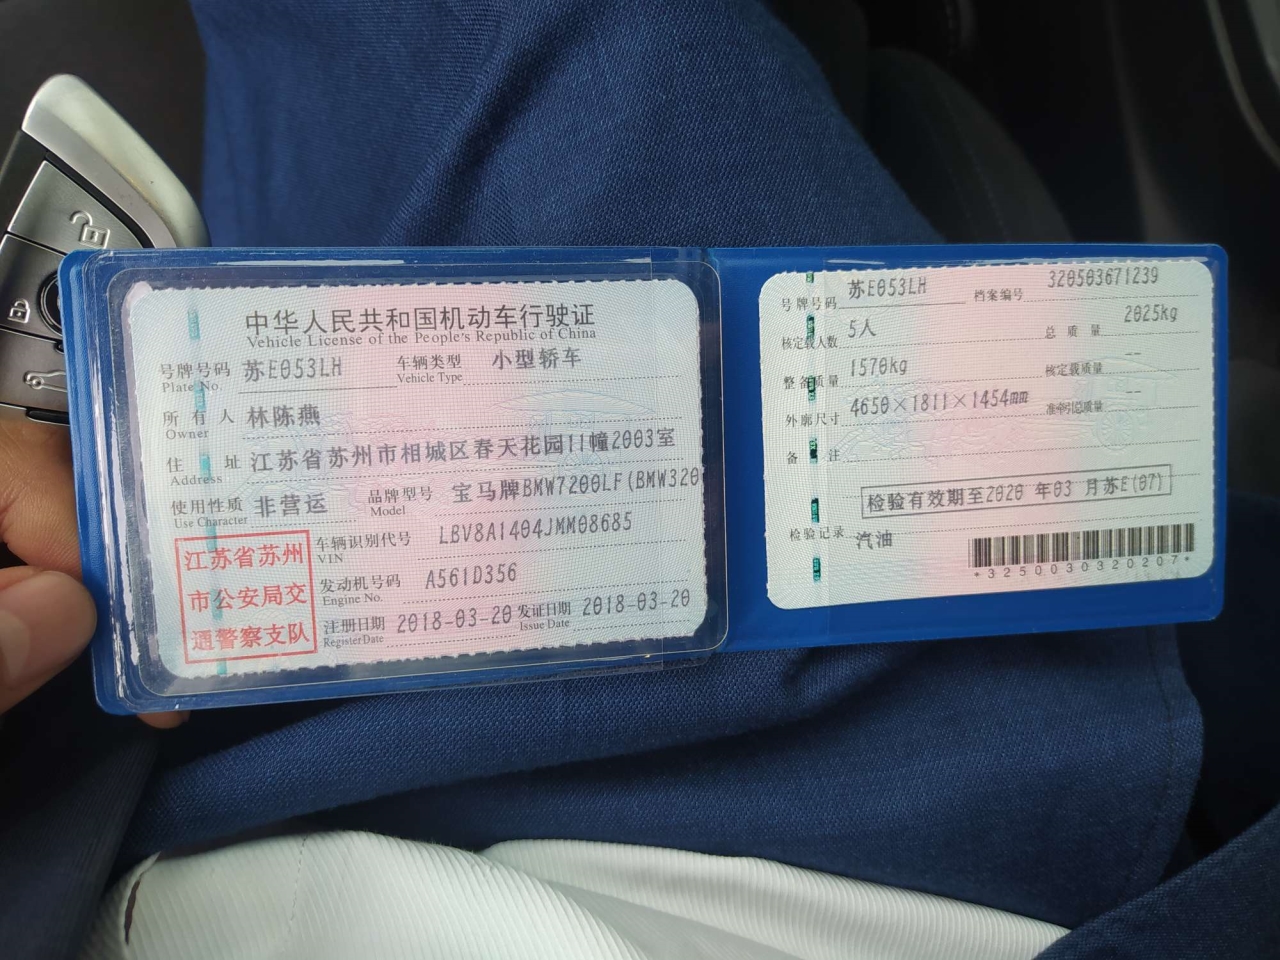 中华人民共和国机动车行驶证
Vehicle License of the People's Republic of China
号牌号码 苏E053LH 车辆类型 小型轿车
Plate No. Vehicle Type
所有人 林陈燕
Owner
住址 江苏省苏州市相城区春天花园11幢2003室
Address
使用性质 非营运 品牌型号 宝马牌BMW7200LF(BMW320
Use Character Model
江苏省苏州
市公安局交
通警察支队
车辆识别代号 LBV8A1404JMM08685
VIN
发动机号码 A561D356
Engine No.
注册日期 2018-03-20 发证日期 2018-03-20
Register Date Issue Date
号牌号码 苏E053LH 档案编号 320503671239
核定载人数 5人 总质量 2025kg
整备质量 1570kg 核定载质量 --
外廓尺寸 4650×1811×1454mm 准牵引总质量 --
备注
检验有效期至2020 年03 月苏E(07)
检验记录 汽油
*3250030320207*